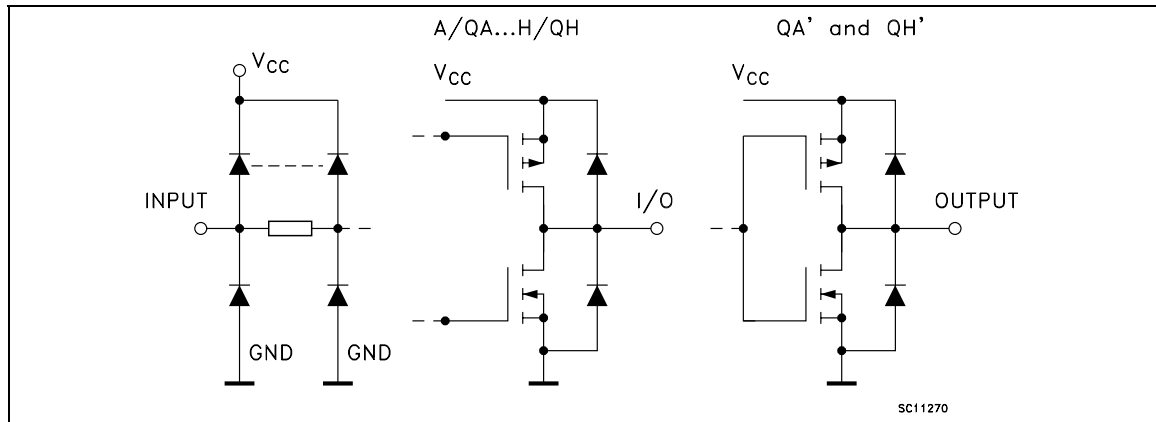 A/QA...H/QH
QA' and QH'
VCC
VCC
VCC
INPUT
I/O
OUTPUT
GND
GND
SC11270